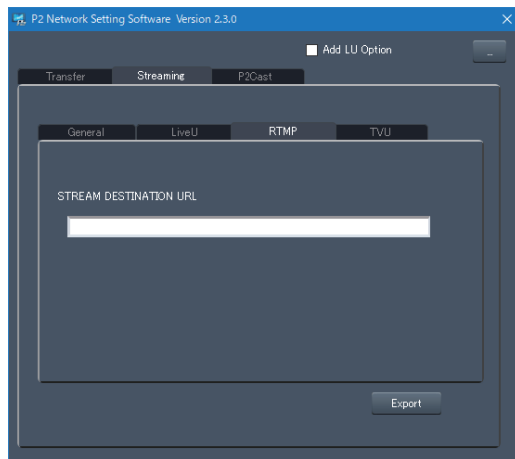 P2 Network Setting Software Version 2.3.0
Add LU Option
Transfer Streaming P2Cast
General LiveU RTMP TVU
STREAM DESTINATION URL
Export